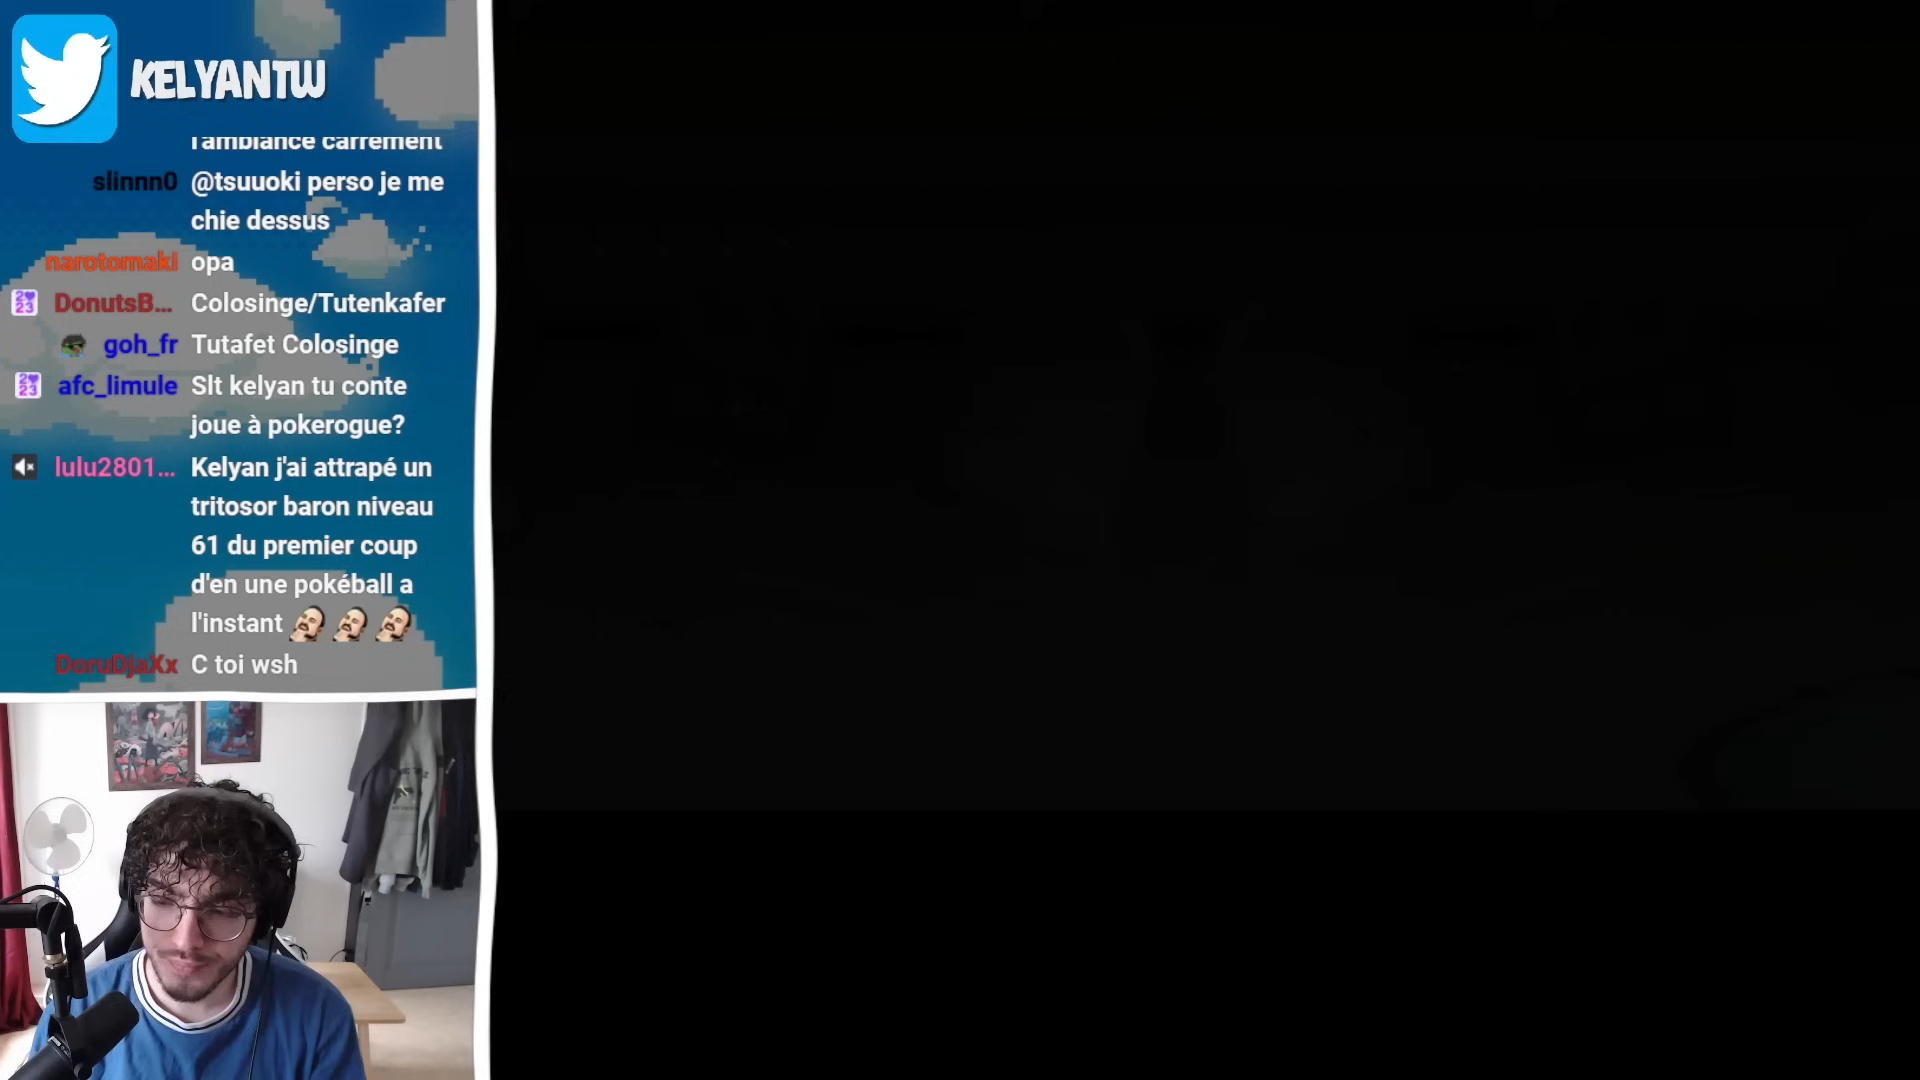 KELYANTW
l'ambiance carrément
slinnn0 @tsuuoki perso je me
chie dessus
narotomaki opa
DonutsB... Colosinge/Tutenkafer
goh_fr Tutafet Colosinge
afc_limule Slt kelyan tu conte
joue à pokerogue?
lulu2801... Kelyan j'ai attrapé un
tritosor baron niveau
61 du premier coup
d'en une pokéball a
l'instant
DoruDjaXx C toi wsh